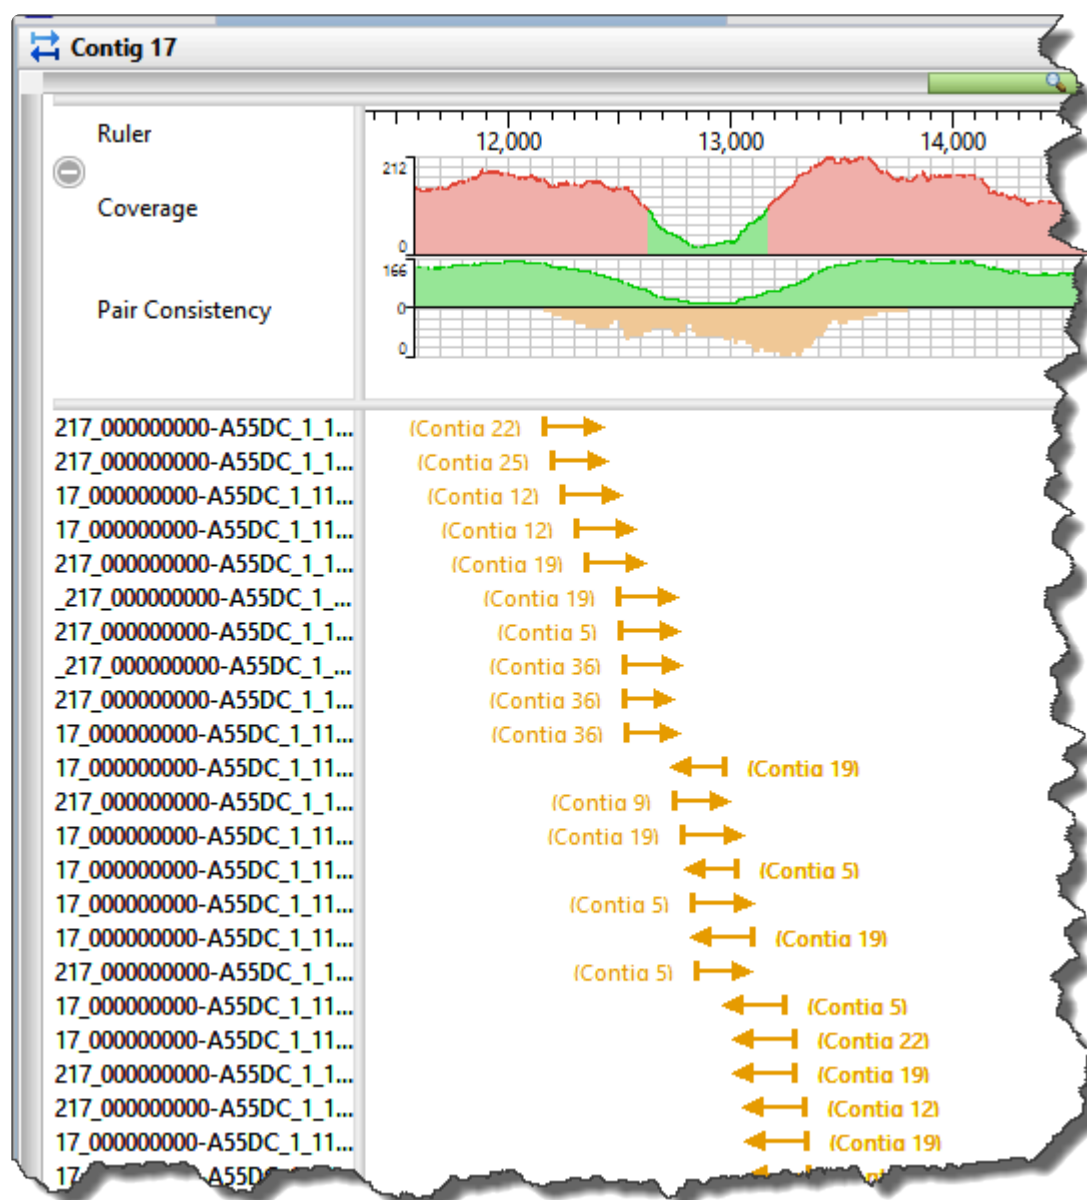 Contig 17
Ruler
12,000 13,000 14,000
212
Coverage
0
166
Pair Consistency
0
0
217_000000000-A55DC_1_1... (Contig 22)
217_000000000-A55DC_1_1... (Contig 25)
17_000000000-A55DC_1_11... (Contig 12)
17_000000000-A55DC_1_11... (Contig 12)
217_000000000-A55DC_1_1... (Contig 19)
_217_000000000-A55DC_1_... (Contig 19)
217_000000000-A55DC_1_1... (Contig 5)
_217_000000000-A55DC_1_... (Contig 36)
217_000000000-A55DC_1_1... (Contig 36)
17_000000000-A55DC_1_11... (Contig 36)
17_000000000-A55DC_1_11... (Contig 19)
217_000000000-A55DC_1_1... (Contig 9)
17_000000000-A55DC_1_11... (Contig 19)
17_000000000-A55DC_1_11... (Contig 5)
17_000000000-A55DC_1_11... (Contig 5)
17_000000000-A55DC_1_11... (Contig 19)
217_000000000-A55DC_1_1... (Contig 5)
17_000000000-A55DC_1_11... (Contig 5)
17_000000000-A55DC_1_11... (Contig 22)
217_000000000-A55DC_1_1... (Contig 19)
217_000000000-A55DC_1_1... (Contig 12)
17_000000000-A55DC_1_11... (Contig 19)